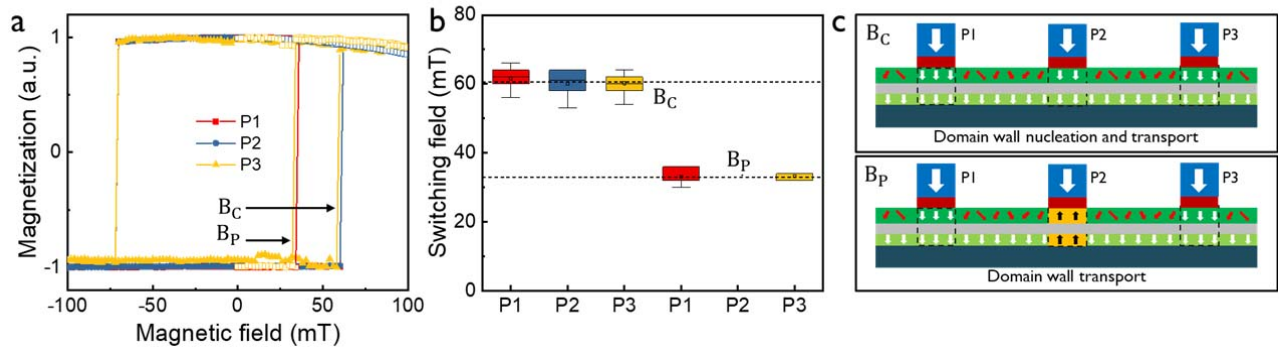 a
Magnetization (a.u.)
1
0
-1
P1
P2
P3
B_C
B_P
-100
-50
0
50
100
Magnetic field (mT)
b
Switching field (mT)
80
60
40
20
0
B_C
B_P
P1
P2
P3
P1
P2
P3
c
B_C
P1
P2
P3
Domain wall nucleation and transport
B_P
P1
P2
P3
Domain wall transport